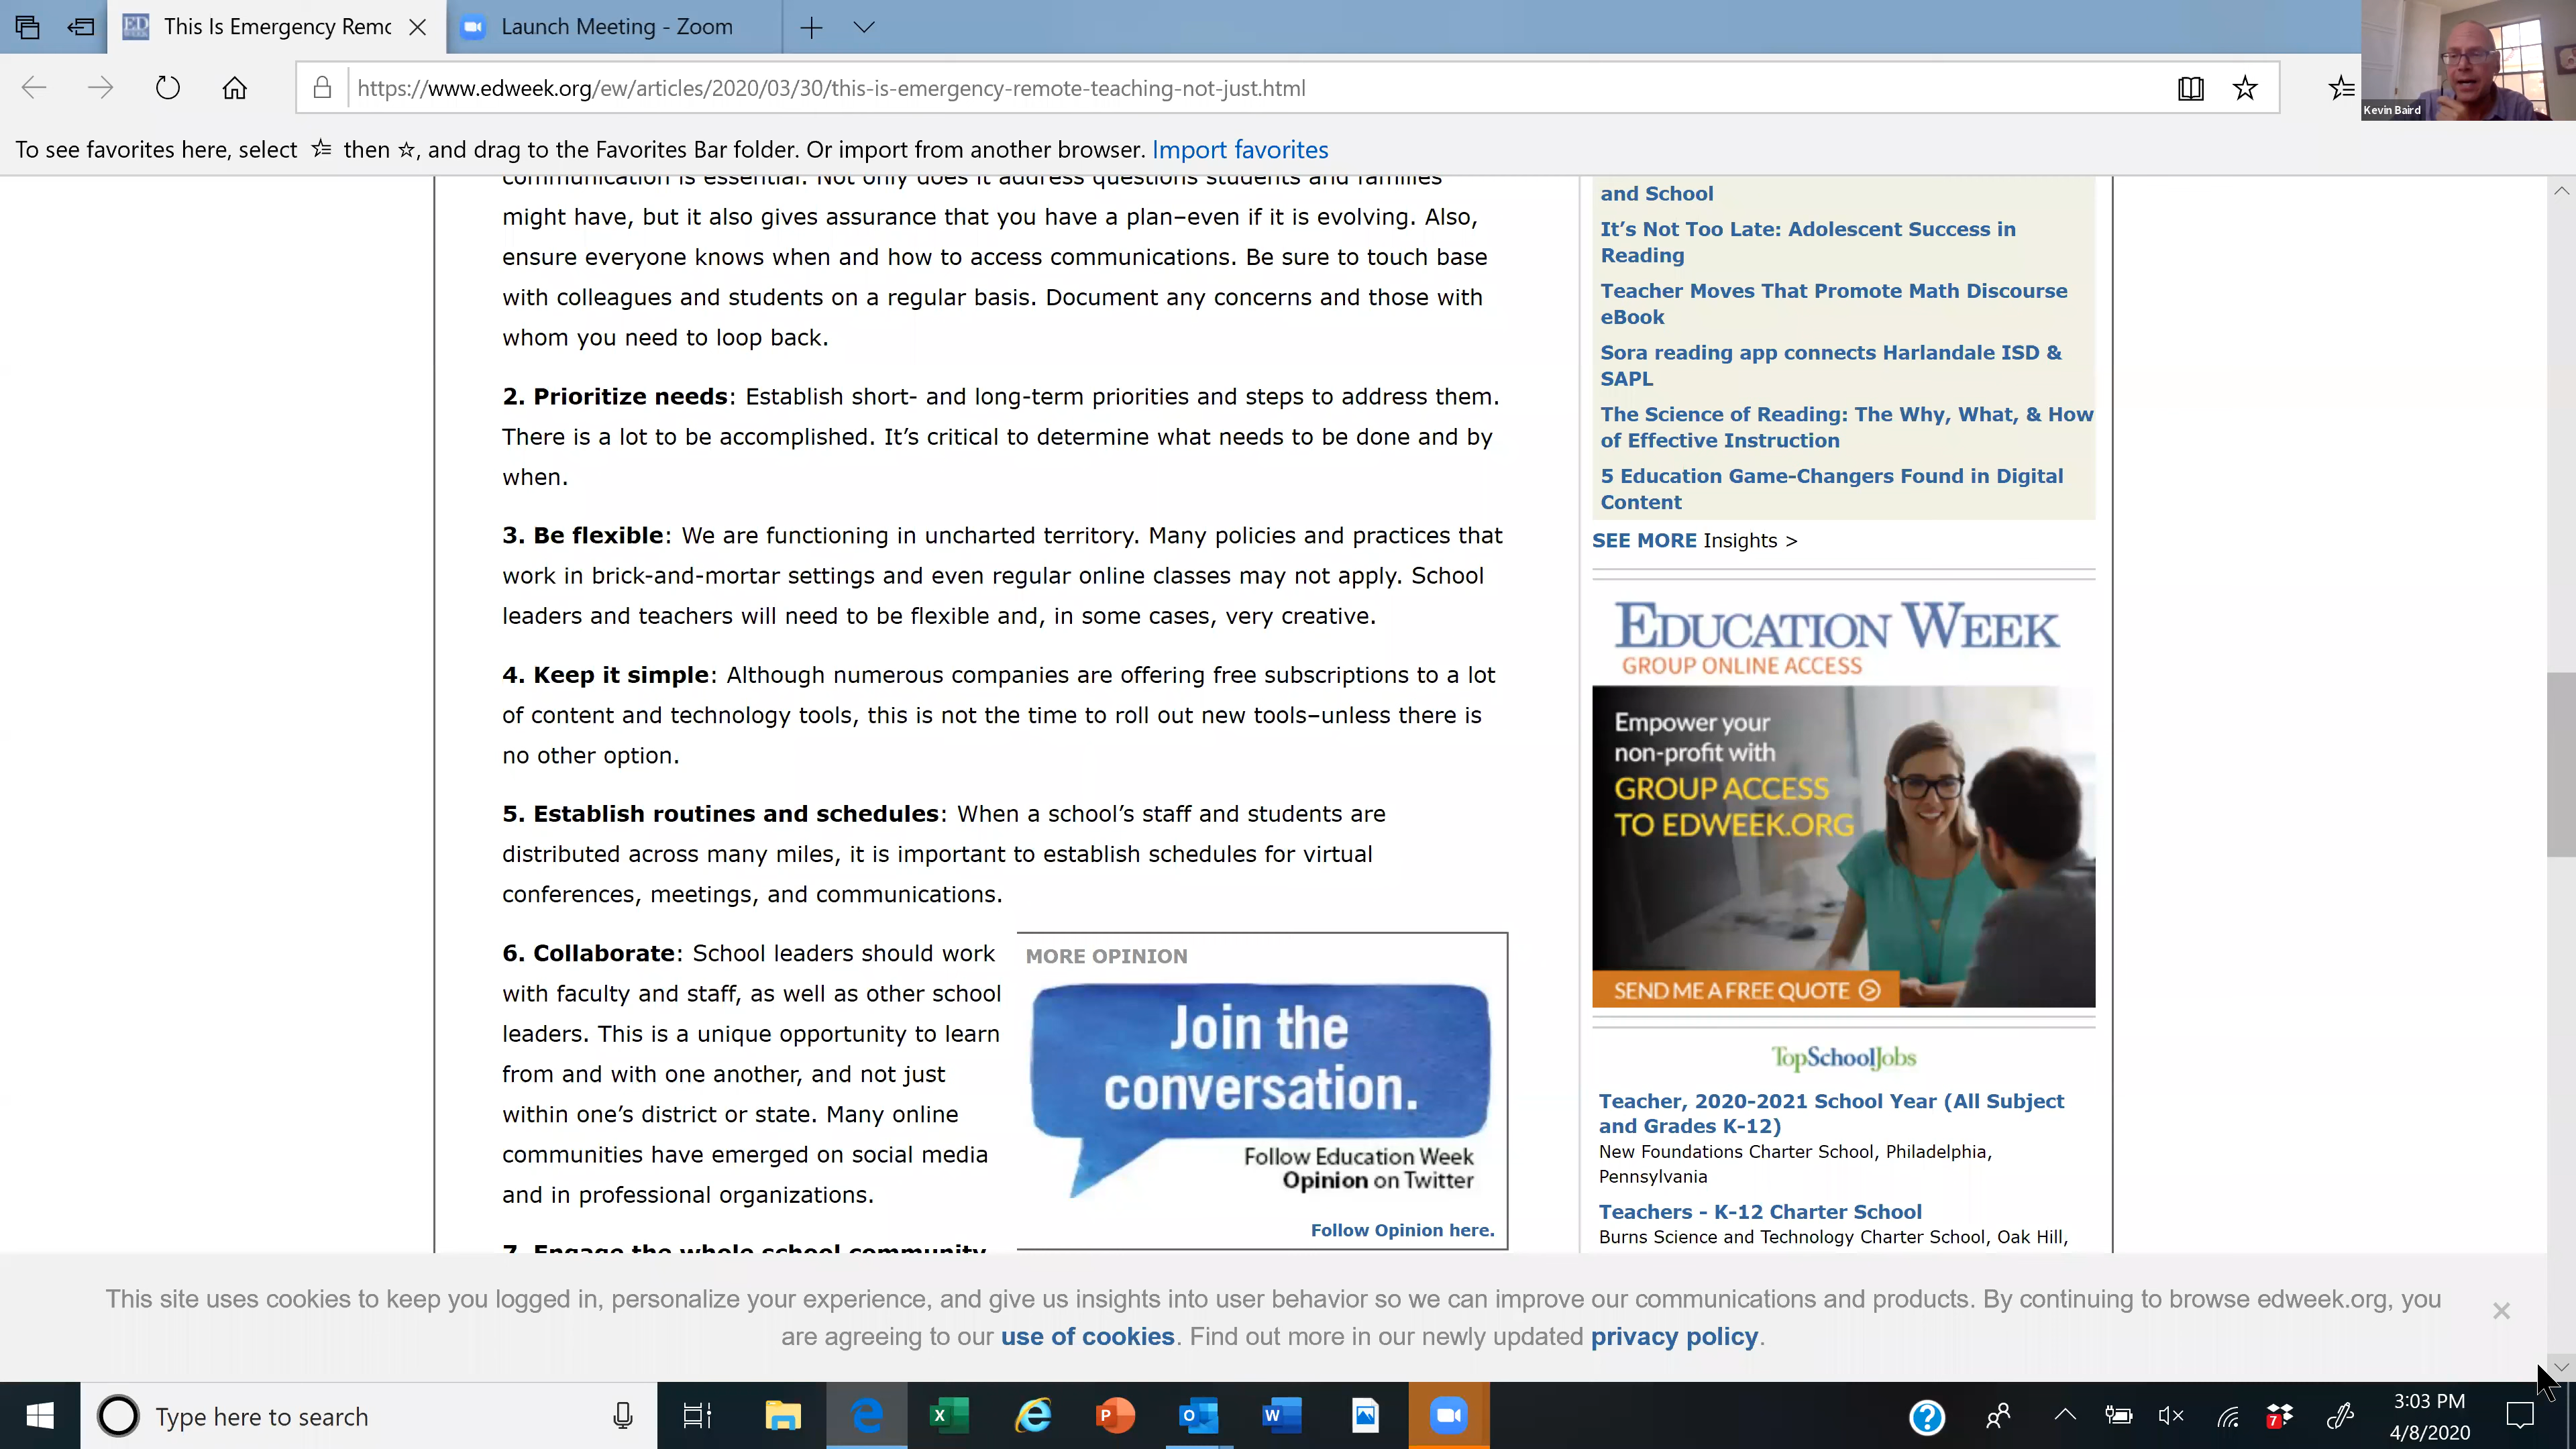 This Is Emergency Remo
Launch Meeting - Zoom
https://www.edweek.org/ew/articles/2020/03/30/this-is-emergency-remote-teaching-not-just.html
Kevin Baird
To see favorites here, select then ☆, and drag to the Favorites Bar folder. Or import from another browser. Import favorites
communication is essential. Not only does it address questions students and families
might have, but it also gives assurance that you have a plan–even if it is evolving. Also,
ensure everyone knows when and how to access communications. Be sure to touch base
with colleagues and students on a regular basis. Document any concerns and those with
whom you need to loop back.
2. Prioritize needs: Establish short- and long-term priorities and steps to address them.
There is a lot to be accomplished. It’s critical to determine what needs to be done and by
when.
3. Be flexible: We are functioning in uncharted territory. Many policies and practices that
work in brick-and-mortar settings and even regular online classes may not apply. School
leaders and teachers will need to be flexible and, in some cases, very creative.
4. Keep it simple: Although numerous companies are offering free subscriptions to a lot
of content and technology tools, this is not the time to roll out new tools–unless there is
no other option.
5. Establish routines and schedules: When a school’s staff and students are
distributed across many miles, it is important to establish schedules for virtual
conferences, meetings, and communications.
6. Collaborate: School leaders should work
with faculty and staff, as well as other school
leaders. This is a unique opportunity to learn
from and with one another, and not just
within one’s district or state. Many online
communities have emerged on social media
and in professional organizations.
7. Engage the whole school community
MORE OPINION
Join the
conversation.
Follow Education Week
Opinion on Twitter
Follow Opinion here.
and School
It’s Not Too Late: Adolescent Success in
Reading
Teacher Moves That Promote Math Discourse
eBook
Sora reading app connects Harlandale ISD &
SAPL
The Science of Reading: The Why, What, & How
of Effective Instruction
5 Education Game-Changers Found in Digital
Content
SEE MORE Insights >
EDUCATION WEEK
GROUP ONLINE ACCESS
Empower your
non-profit with
GROUP ACCESS
TO EDWEEK.ORG
SEND ME A FREE QUOTE
TopSchoolJobs
Teacher, 2020-2021 School Year (All Subject
and Grades K-12)
New Foundations Charter School, Philadelphia,
Pennsylvania
Teachers - K-12 Charter School
Burns Science and Technology Charter School, Oak Hill,
This site uses cookies to keep you logged in, personalize your experience, and give us insights into user behavior so we can improve our communications and products. By continuing to browse edweek.org, you
are agreeing to our use of cookies. Find out more in our newly updated privacy policy.
Type here to search
3:03 PM
4/8/2020